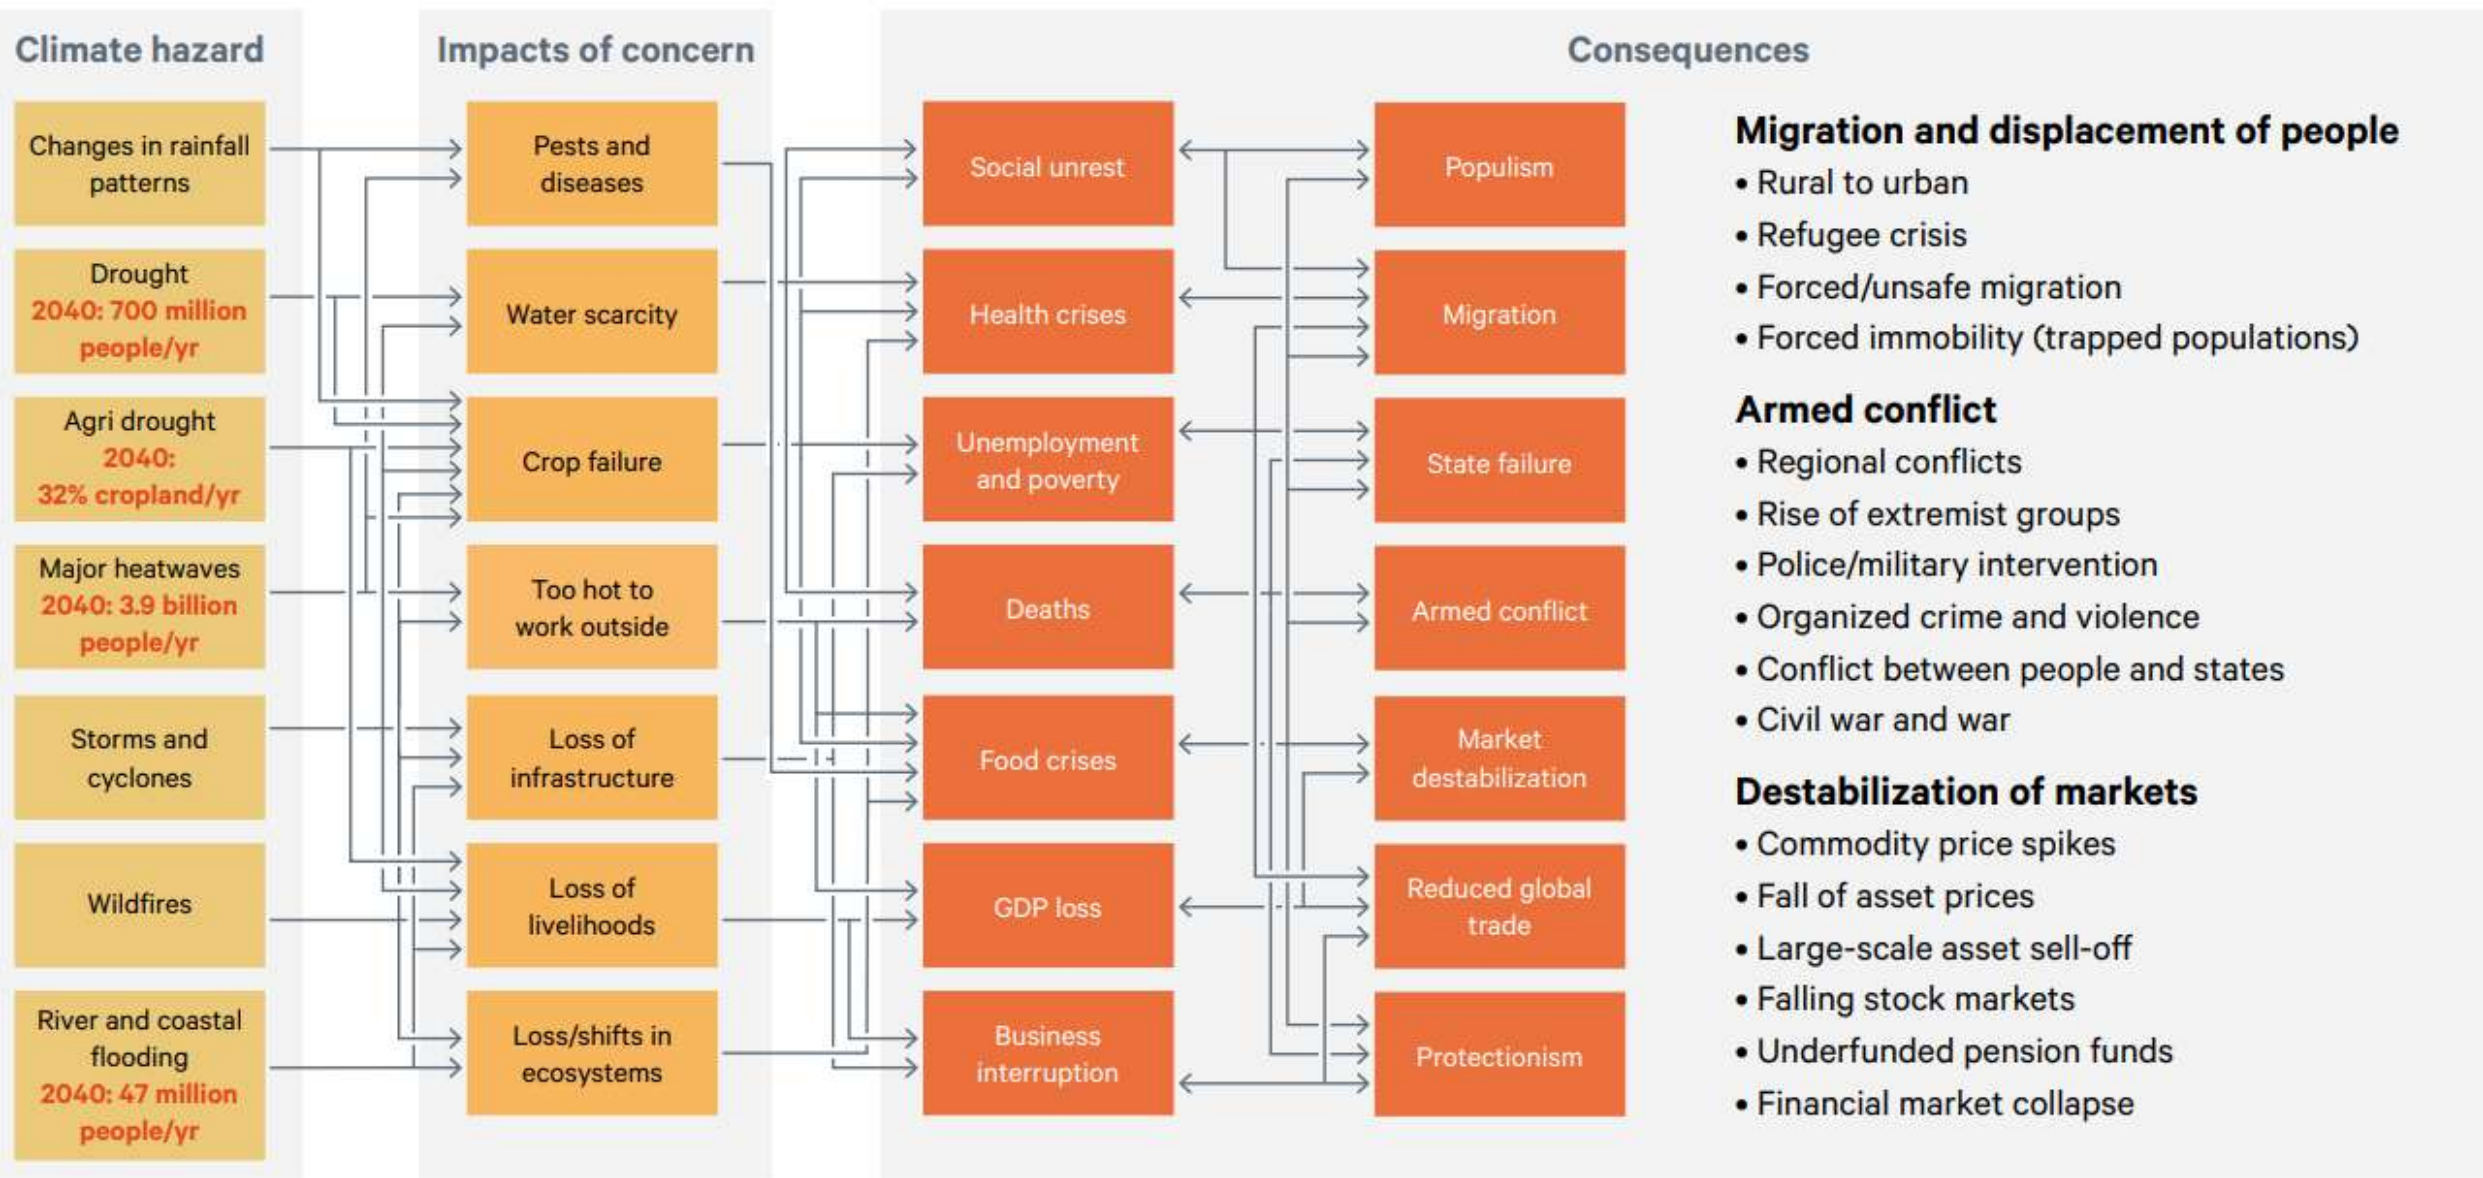 Climate hazard
Impacts of concern
Consequences
Changes in rainfall
patterns
Drought
2040: 700 million
people/yr
Agri drought
2040:
32% cropland/yr
Major heatwaves
2040: 3.9 billion
people/yr
Storms and
cyclones
Wildfires
River and coastal
flooding
2040: 47 million
people/yr
Pests and
diseases
Water scarcity
Crop failure
Too hot to
work outside
Loss of
infrastructure
Loss of
livelihoods
Loss/shifts in
ecosystems
Social unrest
Health crises
Unemployment
and poverty
Deaths
Food crises
GDP loss
Business
interruption
Populism
Migration
State failure
Armed conflict
Market
destabilization
Reduced global
trade
Protectionism
Migration and displacement of people
• Rural to urban
• Refugee crisis
• Forced/unsafe migration
• Forced immobility (trapped populations)
Armed conflict
• Regional conflicts
• Rise of extremist groups
• Police/military intervention
• Organized crime and violence
• Conflict between people and states
• Civil war and war
Destabilization of markets
• Commodity price spikes
• Fall of asset prices
• Large-scale asset sell-off
• Falling stock markets
• Underfunded pension funds
• Financial market collapse